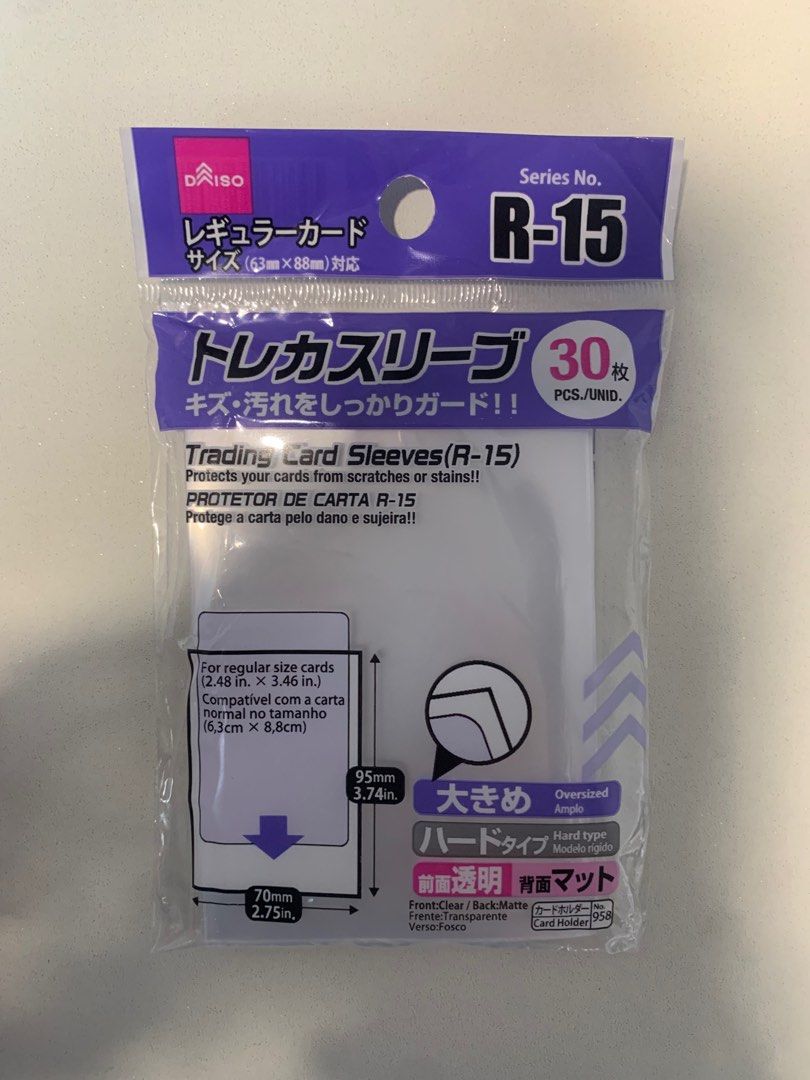 DAISO
Series No.
R-15
レギュラーカード
サイズ(63㎜×88㎜)対応
トレカスリーブ
30枚
PCS./UNID.
キズ・汚れをしっかりガード!!
Trading Card Sleeves(R-15)
Protects your cards from scratches or stains!!
PROTETOR DE CARTA R-15
Protege a carta pelo dano e sujeira!!
For regular size cards
(2.48 in. × 3.46 in.)
Compatível com a carta
normal no tamanho
(6,3cm × 8,8cm)
95mm
3.74in.
70mm
2.75in.
大きめ Oversized
Amplo
ハードタイプ Hard type
Modelo rígido
前面透明 背面マット
Front:Clear / Back:Matte
Frente:Transparente
Verso:Fosco
カードホルダー No.
Card Holder 958